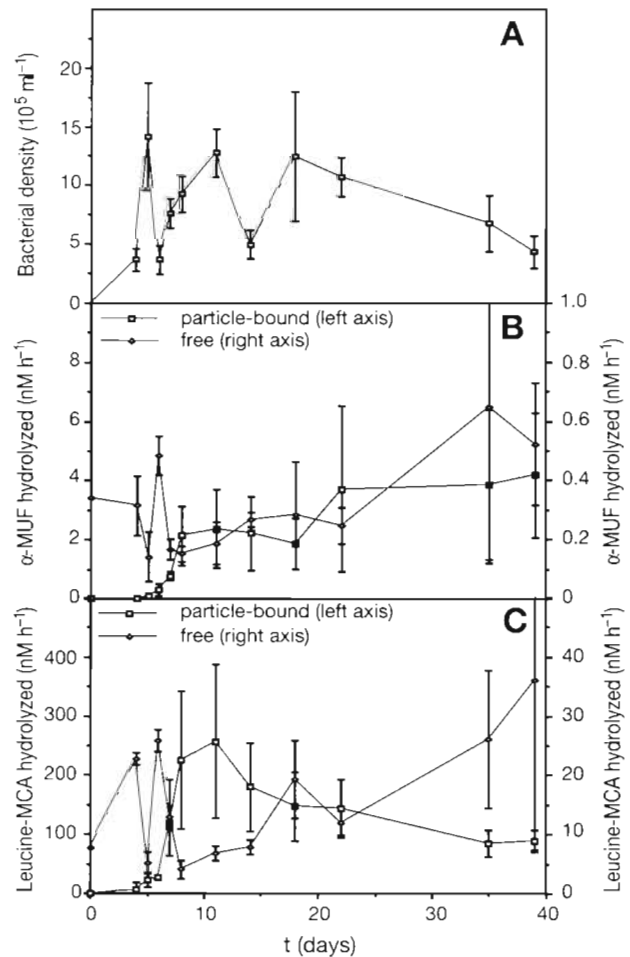 A
Bacterial density (10⁵ ml⁻¹)
20
15
10
5
0
B
particle-bound (left axis)
free (right axis)
α-MUF hydrolyzed (nM h⁻¹)
8
6
4
2
0
1.0
0.8
0.6
0.4
0.2
0
α-MUF hydrolyzed (nM h⁻¹)
C
particle-bound (left axis)
free (right axis)
Leucine-MCA hydrolyzed (nM h⁻¹)
400
300
200
100
0
40
30
20
10
0
Leucine-MCA hydrolyzed (nM h⁻¹)
0 10 20 30 40
t (days)